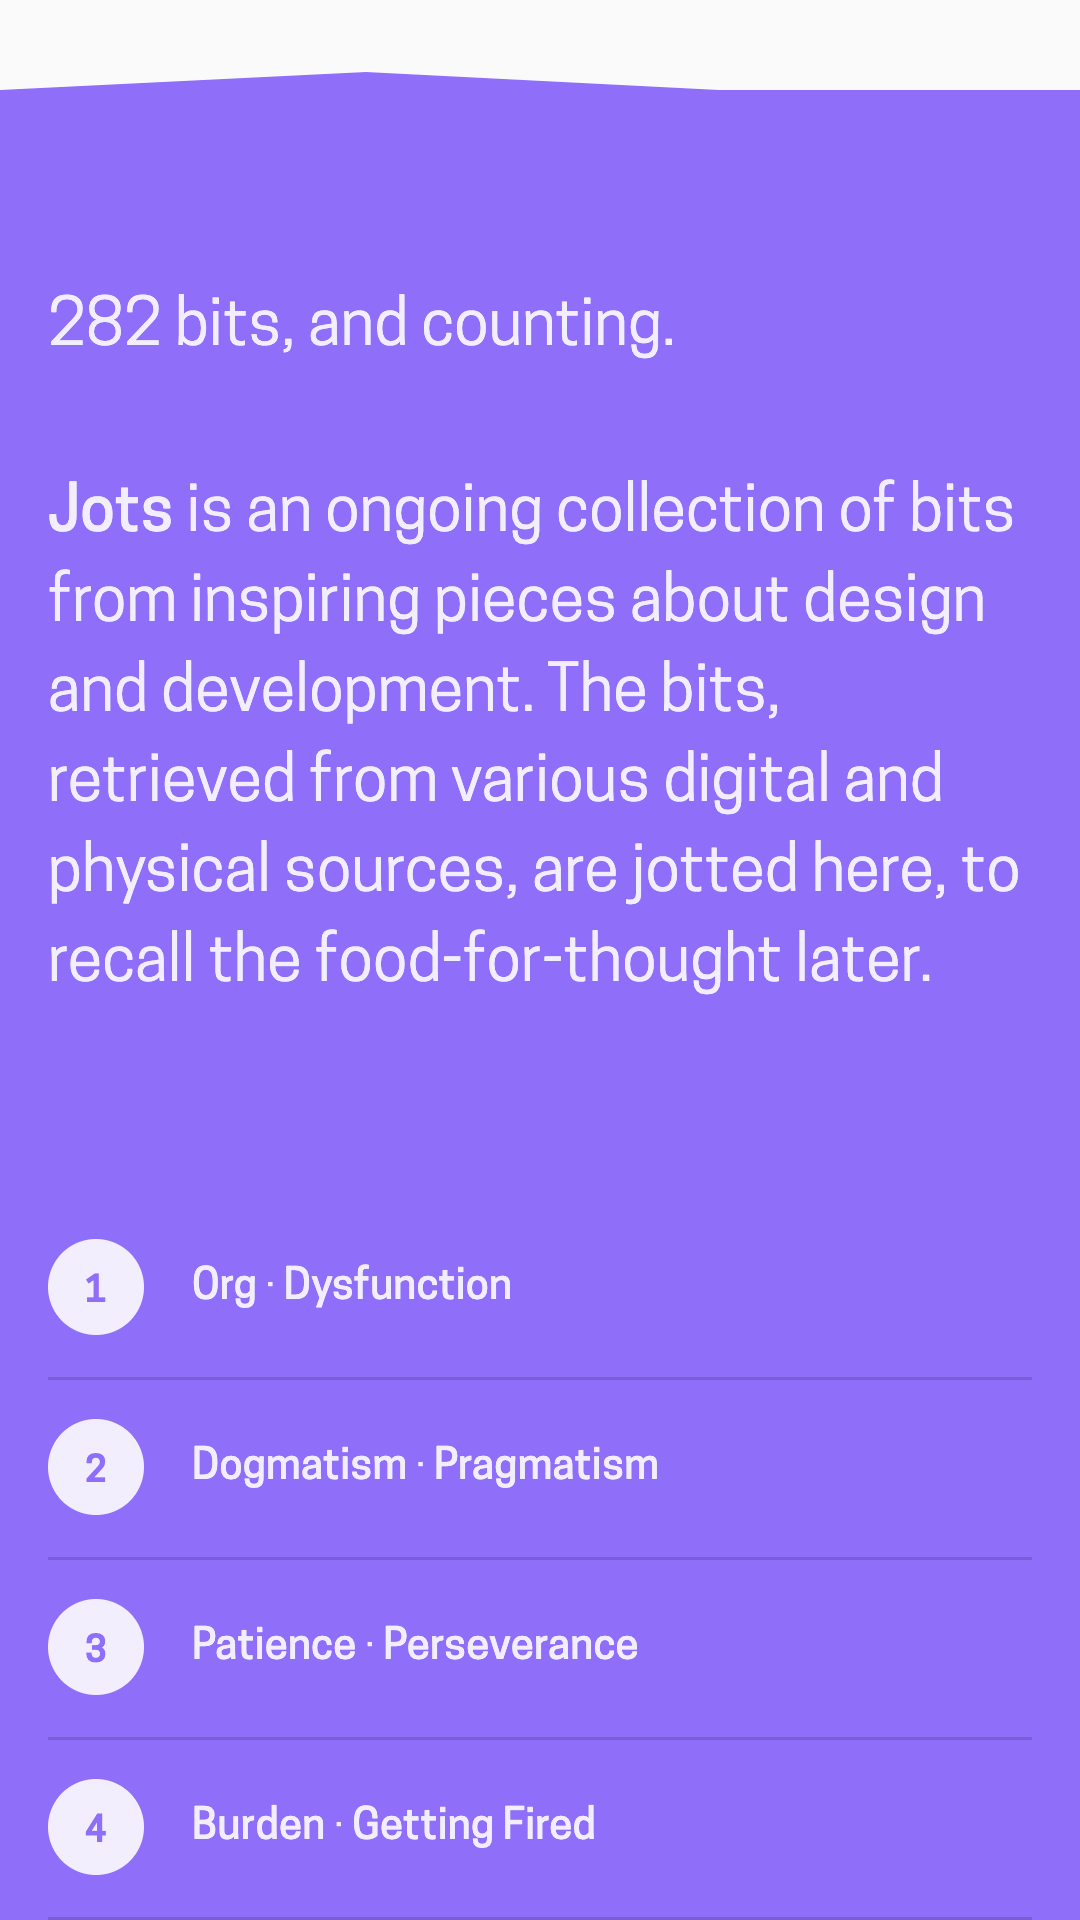 282 bits, and counting.
Jots is an ongoing collection of bits
from inspiring pieces about design
and development. The bits,
retrieved from various digital and
physical sources, are jotted here, to
recall the food-for-thought later.
1 Org · Dysfunction
2 Dogmatism · Pragmatism
3 Patience · Perseverance
4 Burden · Getting Fired